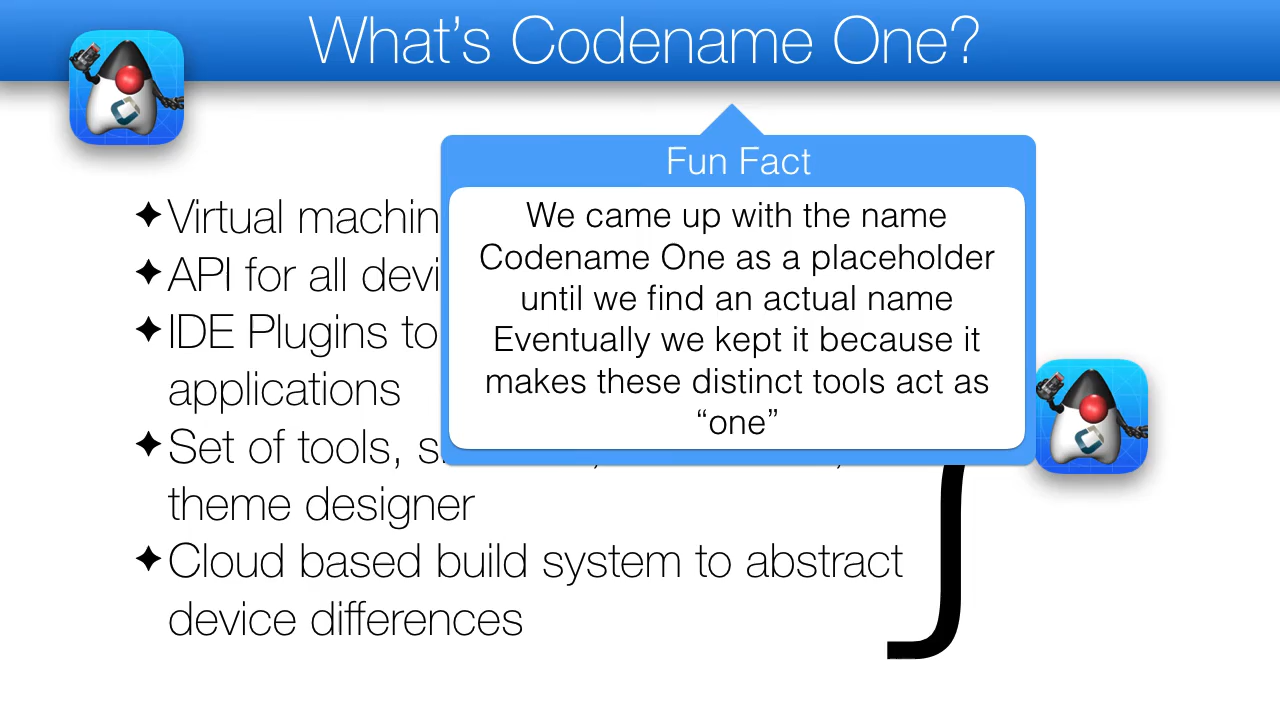 What’s Codename One?
Fun Fact
We came up with the name
Codename One as a placeholder
until we find an actual name
Eventually we kept it because it
makes these distinct tools act as
“one”
✦Virtual
✦API for all
✦IDE Plugins to
applications
✦Set of tools,
theme designer
✦Cloud based build system to abstract
device differences